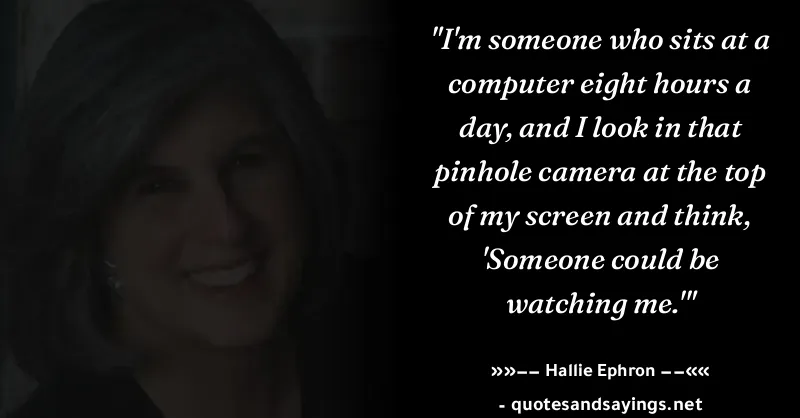 "I'm someone who sits at a
computer eight hours a
day, and I look in that
pinhole camera at the top
of my screen and think,
'Someone could be
watching me.'"
»»–– Hallie Ephron ––««
- quotesandsayings.net